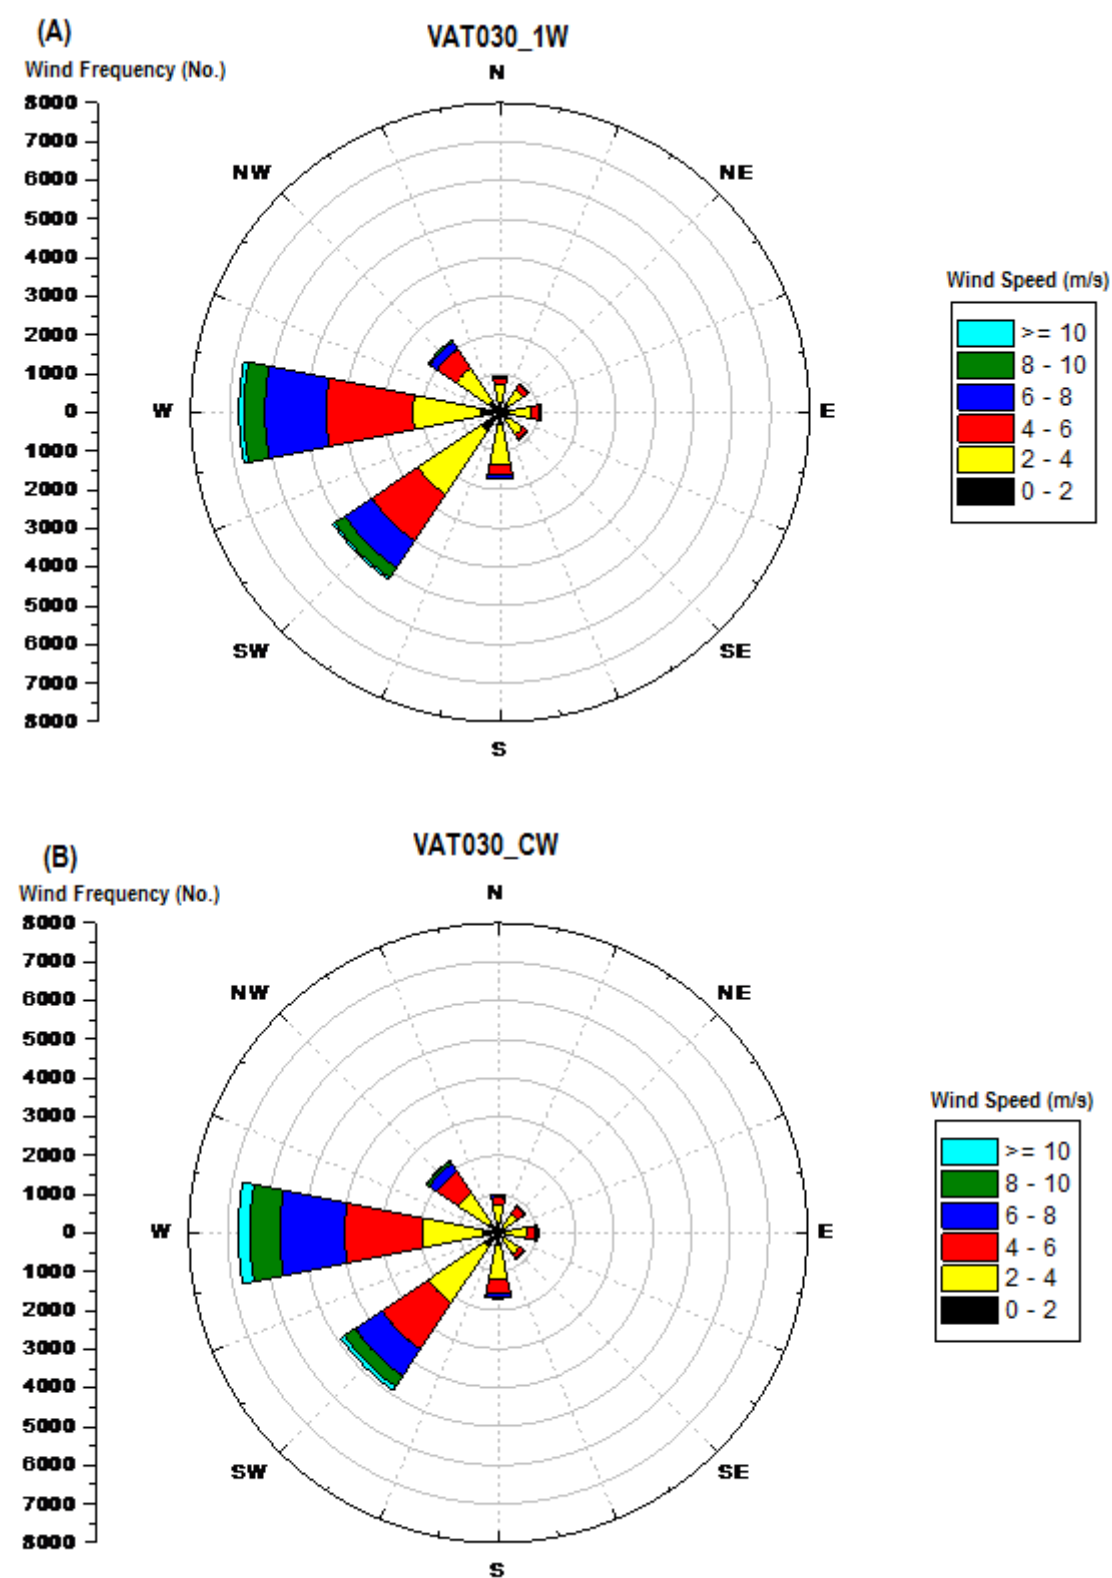 (A)
VAT030_1W
Wind Frequency (No.)
N
8000
7000
6000
5000
4000
3000
2000
1000
0
1000
2000
3000
4000
5000
6000
7000
8000
NW
NE
W
E
SW
SE
S
Wind Speed (m/s)
>= 10
8 - 10
6 - 8
4 - 6
2 - 4
0 - 2
(B)
VAT030_CW
Wind Frequency (No.)
N
8000
7000
6000
5000
4000
3000
2000
1000
0
1000
2000
3000
4000
5000
6000
7000
8000
NW
NE
W
E
SW
SE
S
Wind Speed (m/s)
>= 10
8 - 10
6 - 8
4 - 6
2 - 4
0 - 2